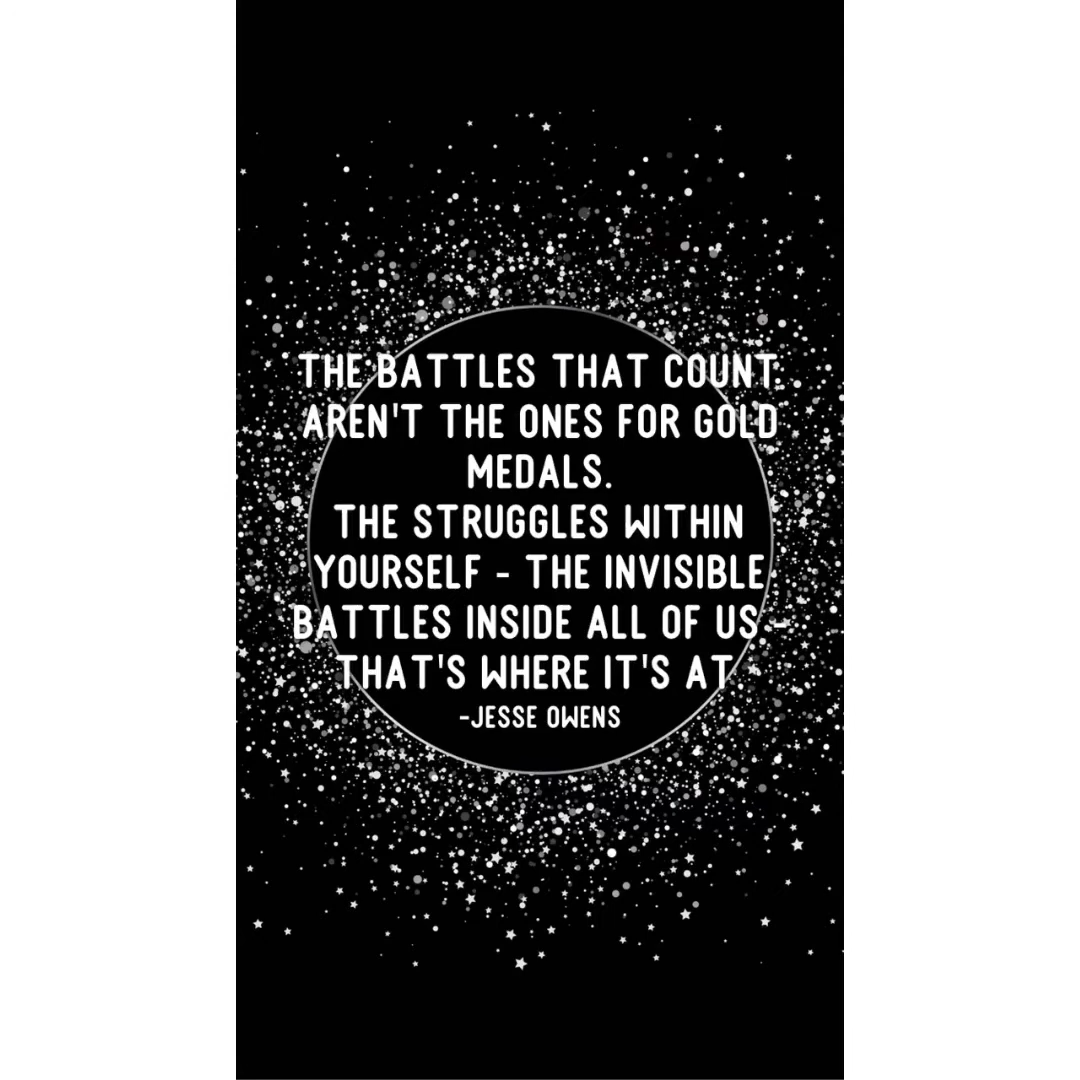 THE BATTLES THAT COUNT
AREN'T THE ONES FOR GOLD
MEDALS.
THE STRUGGLES WITHIN
YOURSELF - THE INVISIBLE
BATTLES INSIDE ALL OF US -
THAT'S WHERE IT'S AT.
-JESSE OWENS